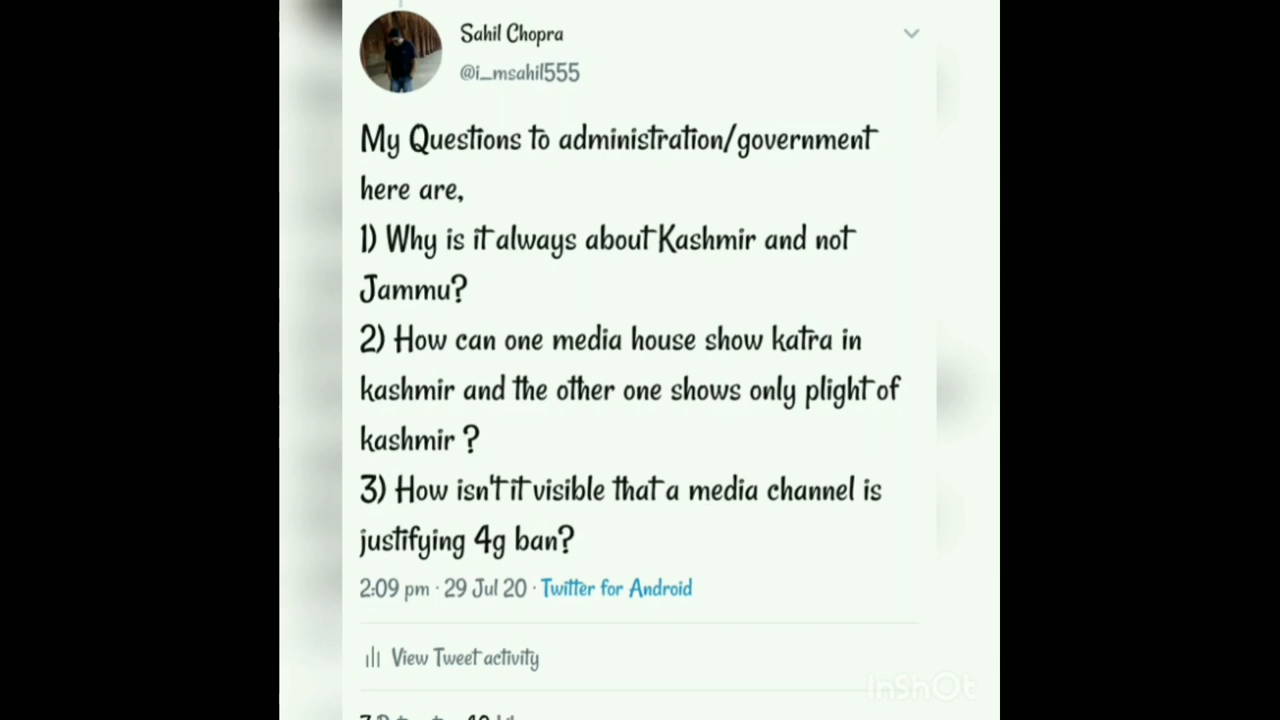 Sahil Chopra
@i_msahil555
My Questions to administration/government
here are,
1) Why is it always about Kashmir and not
Jammu?
2) How can one media house show katra in
kashmir and the other one shows only plight of
kashmir ?
3) How isn't it visible that a media channel is
justifying 4g ban?
2:09 pm · 29 Jul 20 · Twitter for Android
View Tweet activity
InShOt